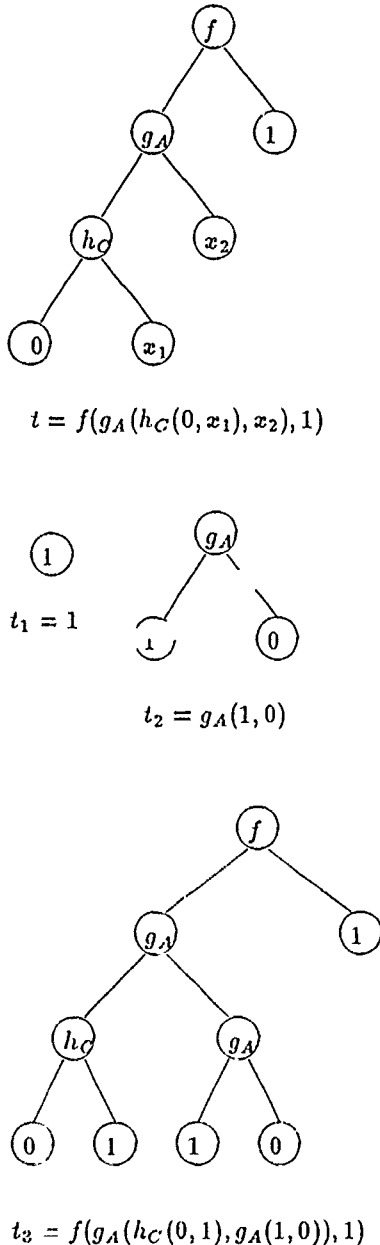 f
g_A 1
h_C x_2
0 x_1
t = f(g_A(h_C(0, x_1), x_2), 1)
1 g_A
t_1 = 1
1 0
t_2 = g_A(1, 0)
f
g_A 1
h_C g_A
0 1 1 0
t_3 = f(g_A(h_C(0, 1), g_A(1, 0)), 1)